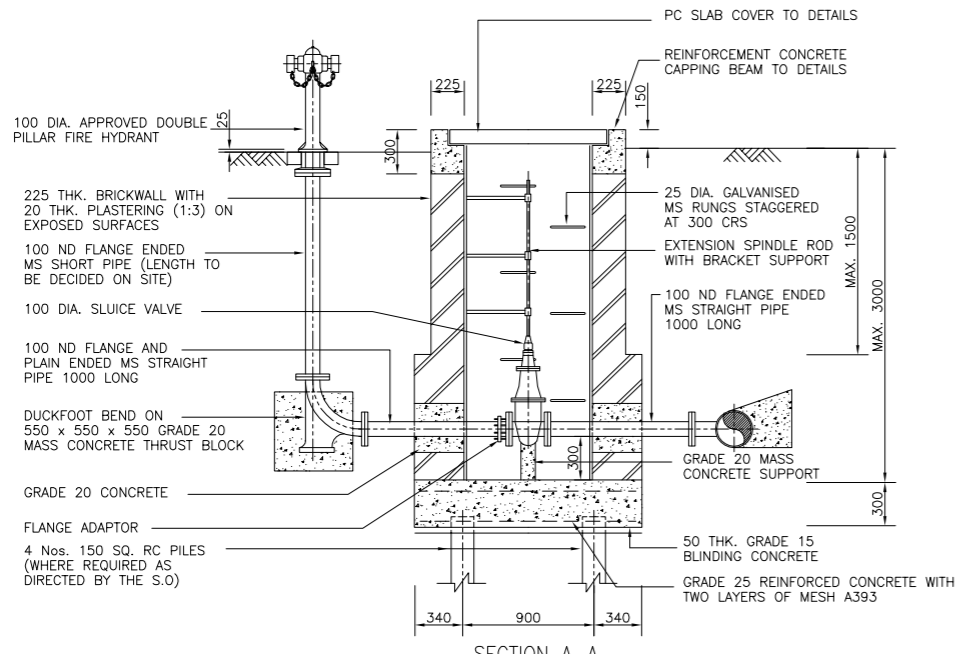 PC SLAB COVER TO DETAILS
REINFORCEMENT CONCRETE
CAPPING BEAM TO DETAILS
225
225
150
100 DIA. APPROVED DOUBLE
PILLAR FIRE HYDRANT
25
300
225 THK. BRICKWALL WITH
20 THK. PLASTERING (1:3) ON
EXPOSED SURFACES
25 DIA. GALVANISED
MS RUNGS STAGGERED
AT 300 CRS
100 ND FLANGE ENDED
MS SHORT PIPE (LENGTH TO
BE DECIDED ON SITE)
EXTENSION SPINDLE ROD
WITH BRACKET SUPPORT
MAX. 1500
MAX. 3000
100 DIA. SLUICE VALVE
100 ND FLANGE ENDED
MS STRAIGHT PIPE
1000 LONG
100 ND FLANGE AND
PLAIN ENDED MS STRAIGHT
PIPE 1000 LONG
DUCKFOOT BEND ON
550 x 550 x 550 GRADE 20
MASS CONCRETE THRUST BLOCK
300
GRADE 20 MASS
CONCRETE SUPPORT
GRADE 20 CONCRETE
300
FLANGE ADAPTOR
50 THK. GRADE 15
BLINDING CONCRETE
4 Nos. 150 SQ. RC PILES
(WHERE REQUIRED AS
DIRECTED BY THE S.O)
GRADE 25 REINFORCED CONCRETE WITH
TWO LAYERS OF MESH A393
340
900
340
SECTION A-A